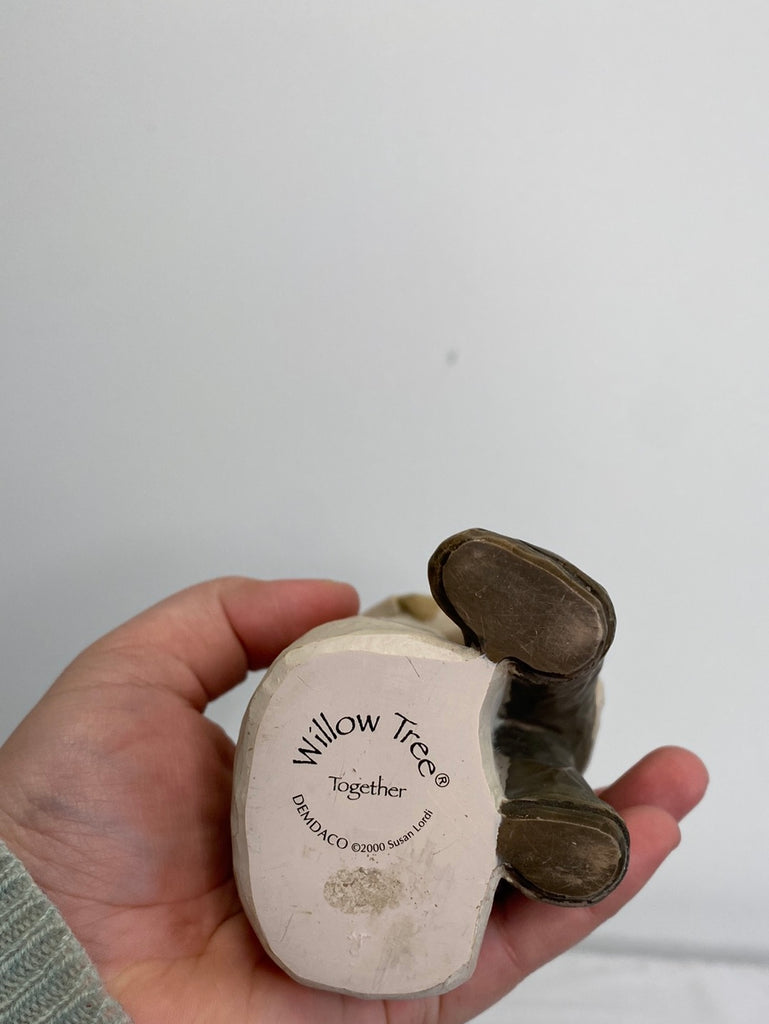 Willow Tree®
Together
DEMDACO ©2000 Susan Lordi